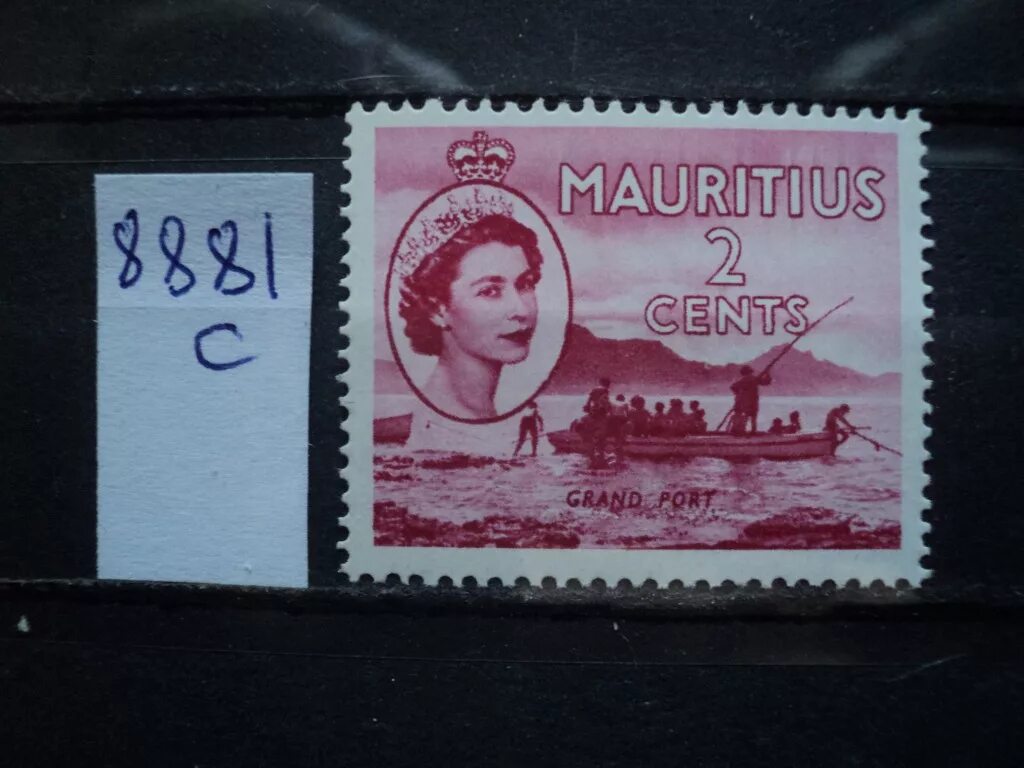 8881
C
MAURITIUS
2
CENTS
GRAND PORT